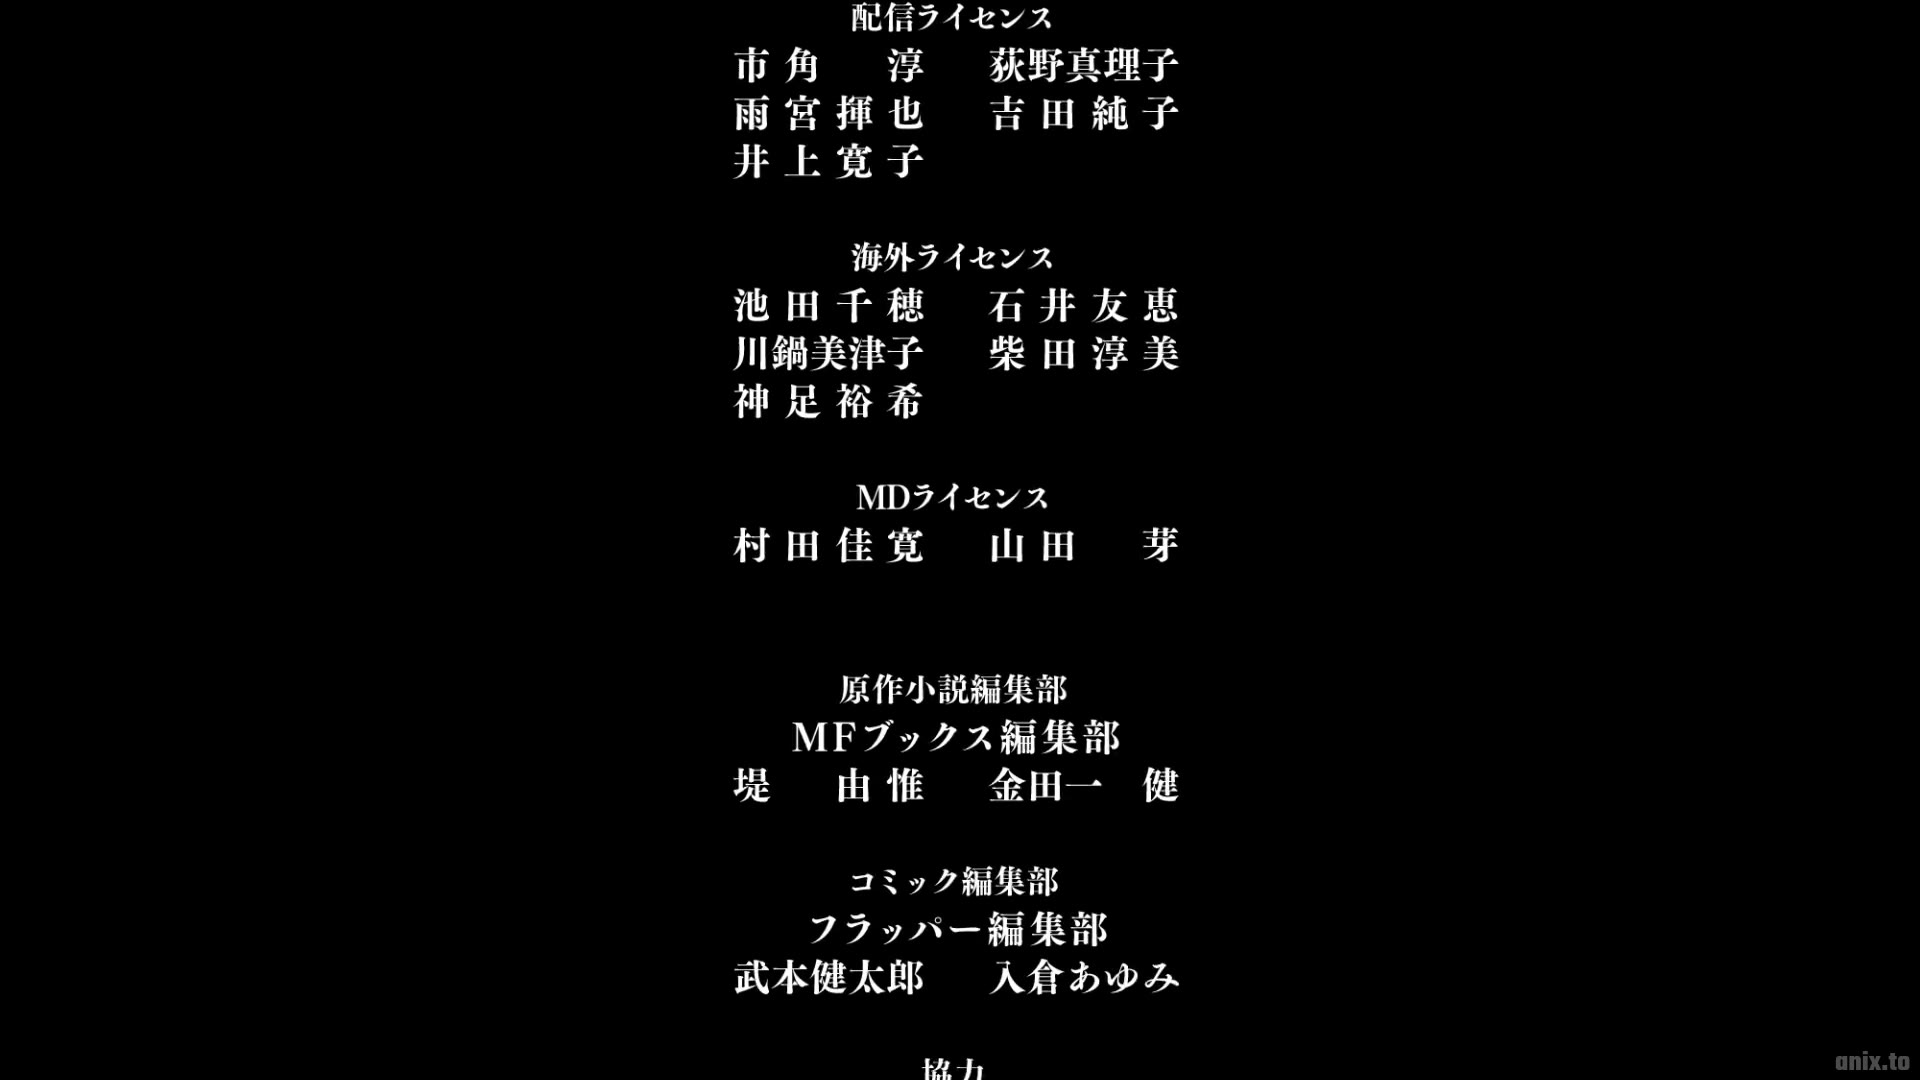 配信ライセンス
市角 淳 荻野真理子
雨宮揮也 吉田純子
井上寛子
海外ライセンス
池田千穂 石井友恵
川鍋美津子 柴田淳美
神足裕希
MDライセンス
村田佳寛 山田 芽
原作小説編集部
MFブックス編集部
堤 由惟 金田一 健
コミック編集部
フラッパー編集部
武本健太郎 入倉あゆみ
協力
anix.to